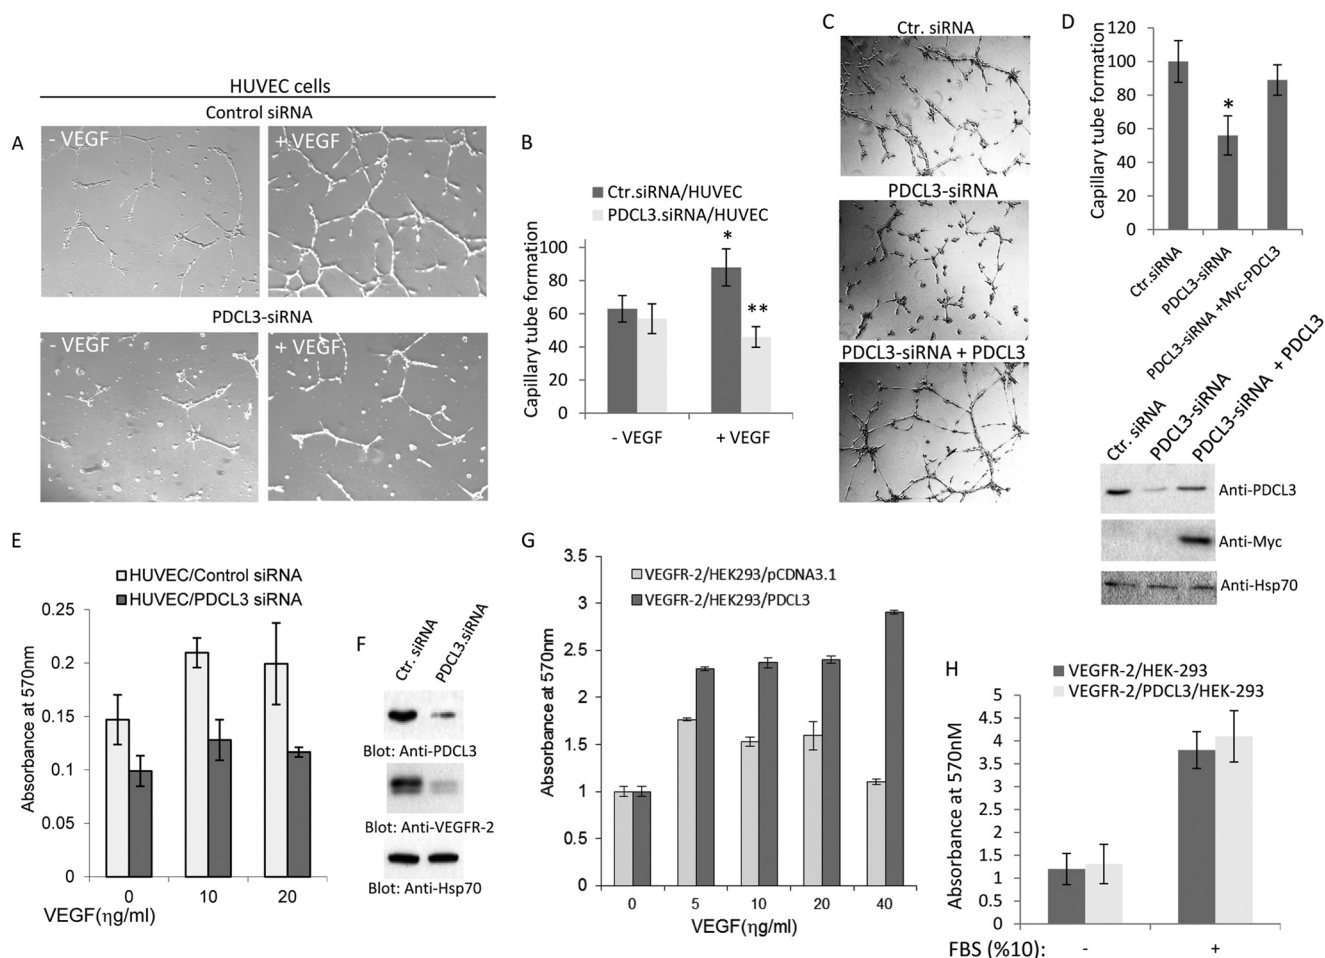 HUVEC cells
Control siRNA
A
- VEGF
+ VEGF
PDCL3-siRNA
- VEGF
+ VEGF
B
Ctr.siRNA/HUVEC
PDCL3.siRNA/HUVEC
Capillary tube formation
100
80
60
40
20
0
*
**
- VEGF
+ VEGF
C
Ctr. siRNA
PDCL3-siRNA
PDCL3-siRNA + PDCL3
D
Capillary tube formation
120
100
80
60
40
20
0
*
Ctr.siRNA
PDCL3-siRNA
PDCL3-siRNA +Myc-PDCL3
Ctr. siRNA
PDCL3-siRNA
PDCL3-siRNA + PDCL3
Anti-PDCL3
Anti-Myc
Anti-Hsp70
E
HUVEC/Control siRNA
HUVEC/PDCL3 siRNA
Absorbance at 570nm
0.25
0.2
0.15
0.1
0.05
0
0
10
20
VEGF(ηg/ml)
F
Ctr. siRNA
PDCL3.siRNA
Blot: Anti-PDCL3
Blot: Anti-VEGFR-2
Blot: Anti-Hsp70
G
VEGFR-2/HEK293/pCDNA3.1
VEGFR-2/HEK293/PDCL3
Absorbance at 570nm
3.5
3
2.5
2
1.5
1
0.5
0
0
5
10
20
40
VEGF(ηg/ml)
H
VEGFR-2/HEK-293
VEGFR-2/PDCL3/HEK-293
Absorbance at 570nM
5
4.5
4
3.5
3
2.5
2
1.5
1
0.5
0
FBS (%10):
-
+